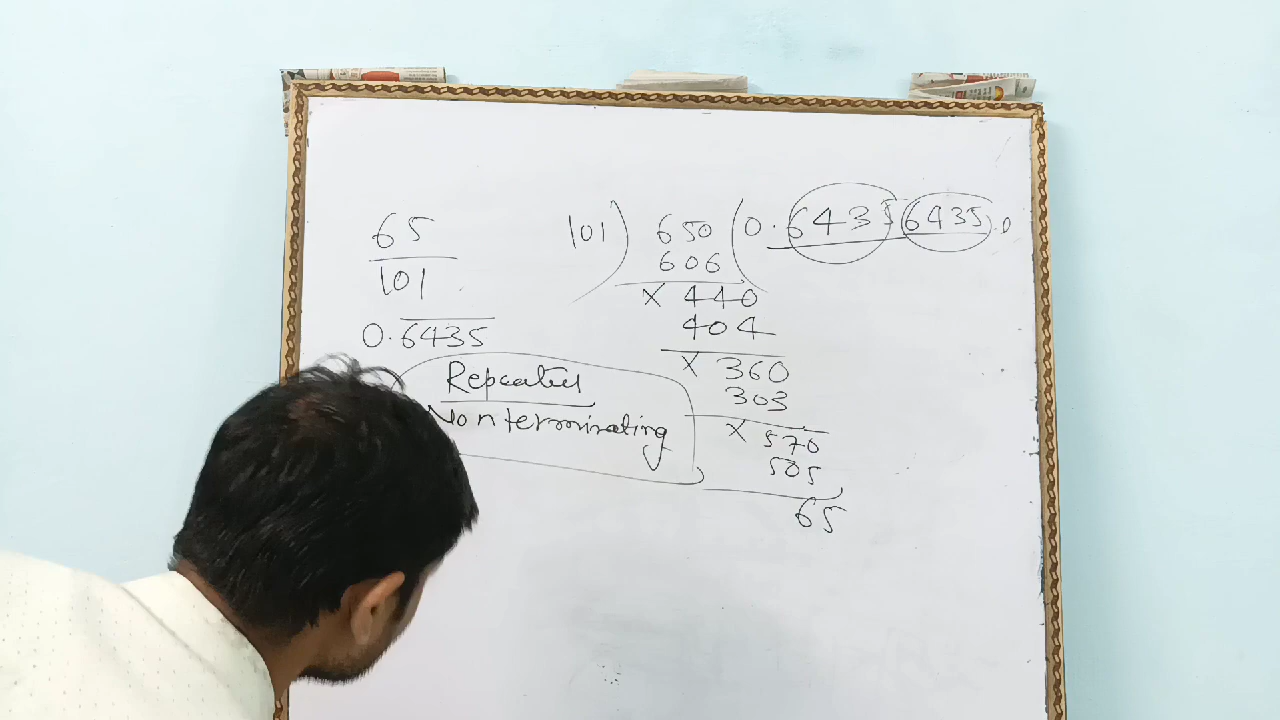 65
101
0.6435
Repeated
Non terminating
101) 650 (0.6435 6435..0
606
x 440
404
x 360
303
x 570
505
65